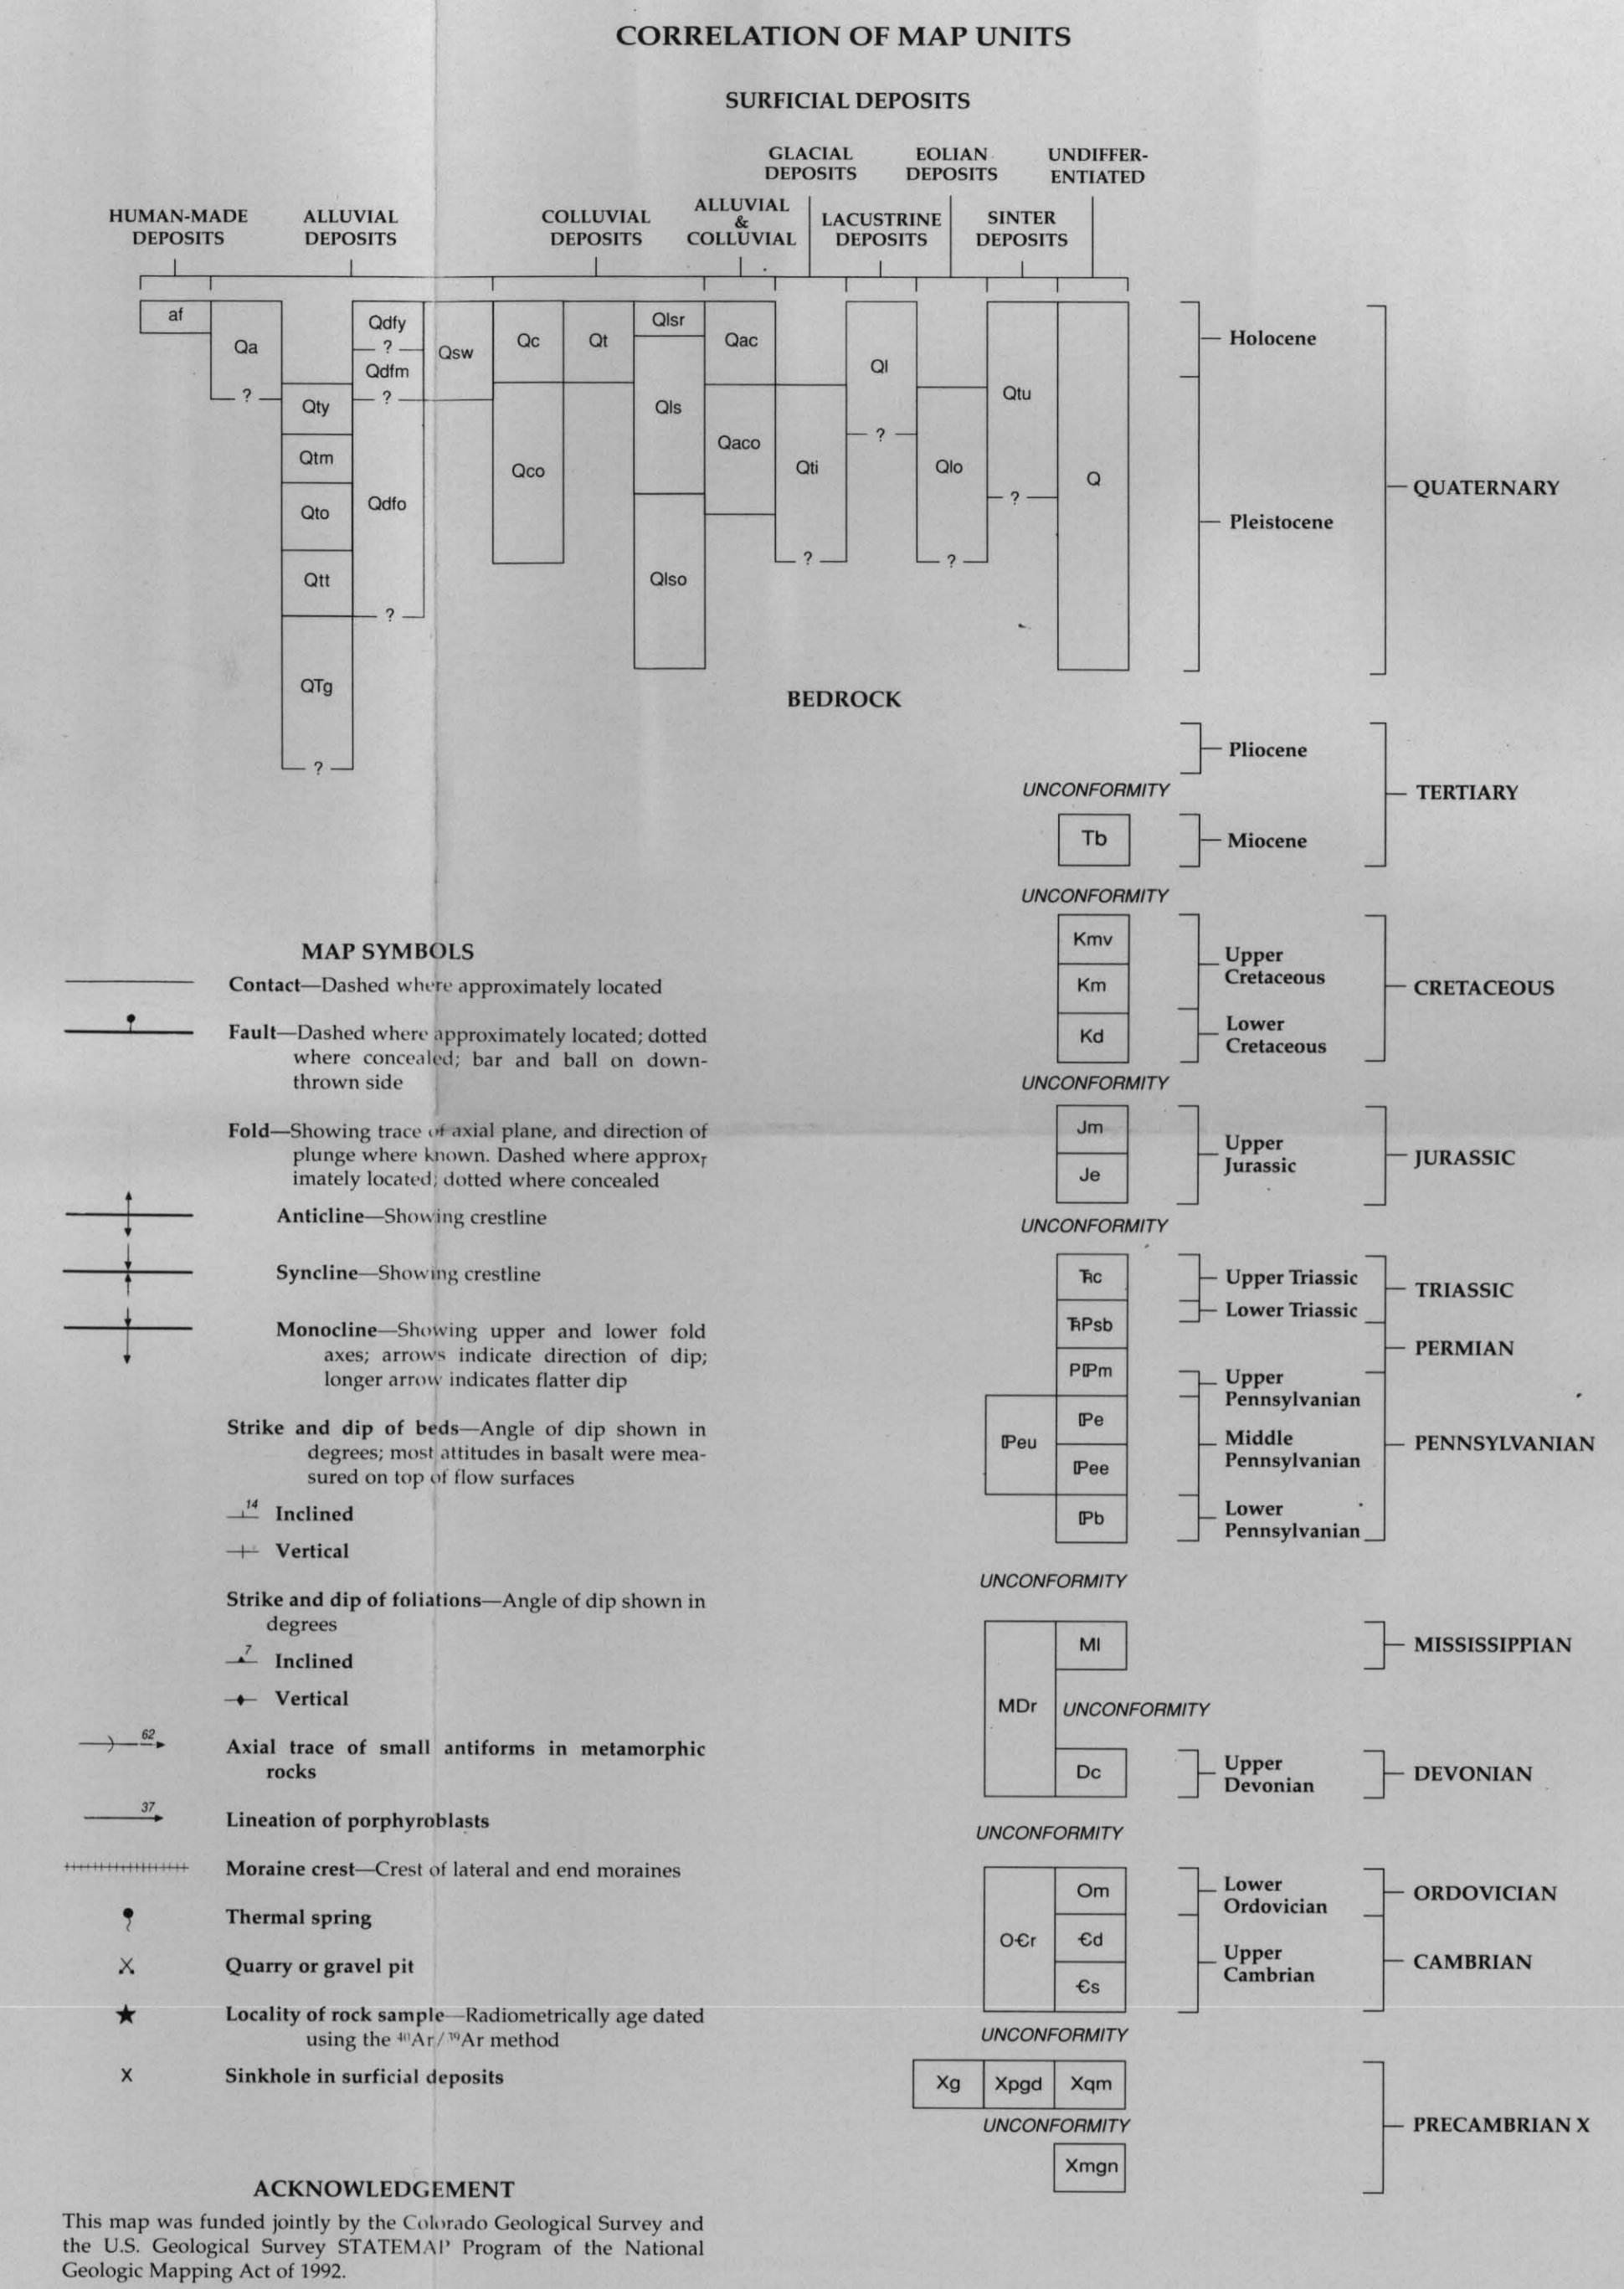 CORRELATION OF MAP UNITS
SURFICIAL DEPOSITS
GLACIAL
DEPOSITS
EOLIAN
DEPOSITS
UNDIFFER-
ENTIATED
HUMAN-MADE
DEPOSITS
ALLUVIAL
DEPOSITS
COLLUVIAL
DEPOSITS
ALLUVIAL
&
COLLUVIAL
LACUSTRINE
DEPOSITS
SINTER
DEPOSITS
af
Qa
?
Qty
Qtm
Qto
Qtt
QTg
?
Qdfy
?
Qdfm
?
Qdfo
?
Qsw
Qc
Qco
Qt
Qlsr
Qls
Qlso
Qac
Qaco
Qti
?
Ql
?
Qlo
?
Qtu
?
Q
Holocene
Pleistocene
QUATERNARY
BEDROCK
Pliocene
UNCONFORMITY
TERTIARY
Tb
Miocene
UNCONFORMITY
Kmv
Km
Kd
Upper
Cretaceous
Lower
Cretaceous
CRETACEOUS
UNCONFORMITY
Jm
Je
Upper
Jurassic
JURASSIC
UNCONFORMITY
Ꞧc
ꞦPsb
PⅠPm
ⅠPeu
ⅠPe
ⅠPee
ⅠPb
Upper Triassic
Lower Triassic
TRIASSIC
PERMIAN
Upper
Pennsylvanian
Middle
Pennsylvanian
Lower
Pennsylvanian
PENNSYLVANIAN
UNCONFORMITY
MDr
Ml
MISSISSIPPIAN
UNCONFORMITY
Dc
Upper
Devonian
DEVONIAN
UNCONFORMITY
O€r
Om
€d
€s
Lower
Ordovician
ORDOVICIAN
Upper
Cambrian
CAMBRIAN
UNCONFORMITY
Xg
Xpgd
Xqm
UNCONFORMITY
Xmgn
PRECAMBRIAN X
MAP SYMBOLS
Contact—Dashed where approximately located
Fault—Dashed where approximately located; dotted
where concealed; bar and ball on down-
thrown side
Fold—Showing trace of axial plane, and direction of
plunge where known. Dashed where approx-
imately located; dotted where concealed
Anticline—Showing crestline
Syncline—Showing crestline
Monocline—Showing upper and lower fold
axes; arrows indicate direction of dip;
longer arrow indicates flatter dip
Strike and dip of beds—Angle of dip shown in
degrees; most attitudes in basalt were mea-
sured on top of flow surfaces
14 Inclined
Vertical
Strike and dip of foliations—Angle of dip shown in
degrees
7 Inclined
Vertical
62 Axial trace of small antiforms in metamorphic
rocks
37 Lineation of porphyroblasts
Moraine crest—Crest of lateral and end moraines
Thermal spring
X Quarry or gravel pit
Locality of rock sample—Radiometrically age dated
using the ⁴⁰Ar/³⁹Ar method
x Sinkhole in surficial deposits
ACKNOWLEDGEMENT
This map was funded jointly by the Colorado Geological Survey and
the U.S. Geological Survey STATEMAP Program of the National
Geologic Mapping Act of 1992.